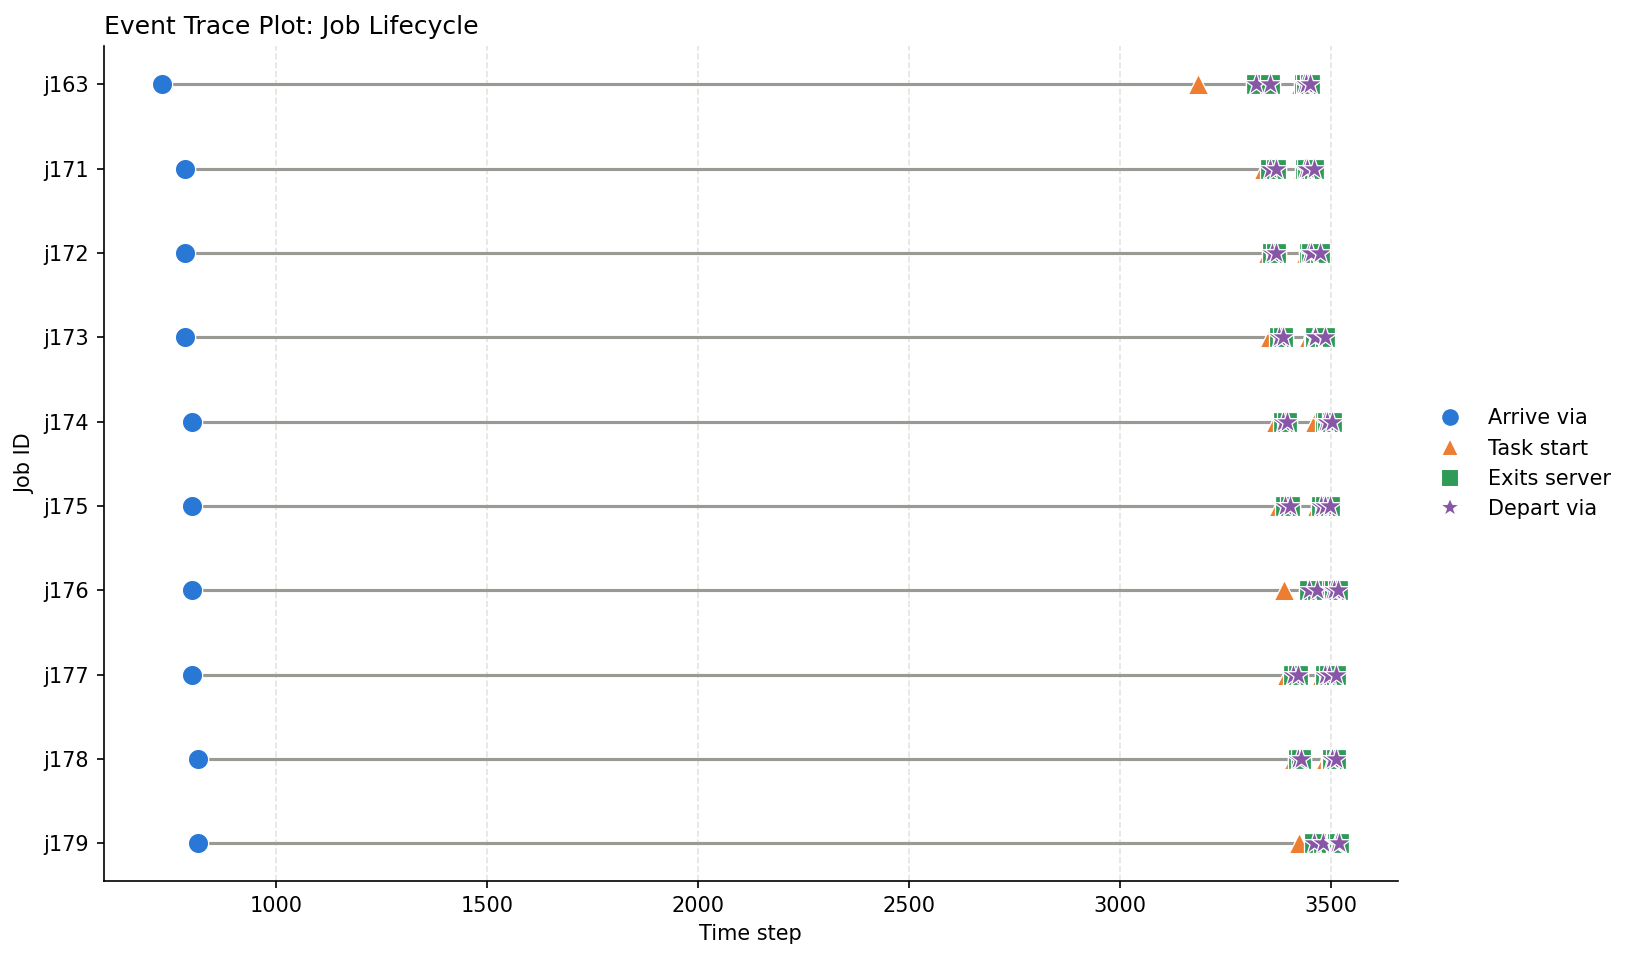 Event Trace Plot: Job Lifecycle
j163
j171
j172
j173
j174
j175
j176
j177
j178
j179
Job ID
1000 1500 2000 2500 3000 3500
Time step
Arrive via
Task start
Exits server
Depart via